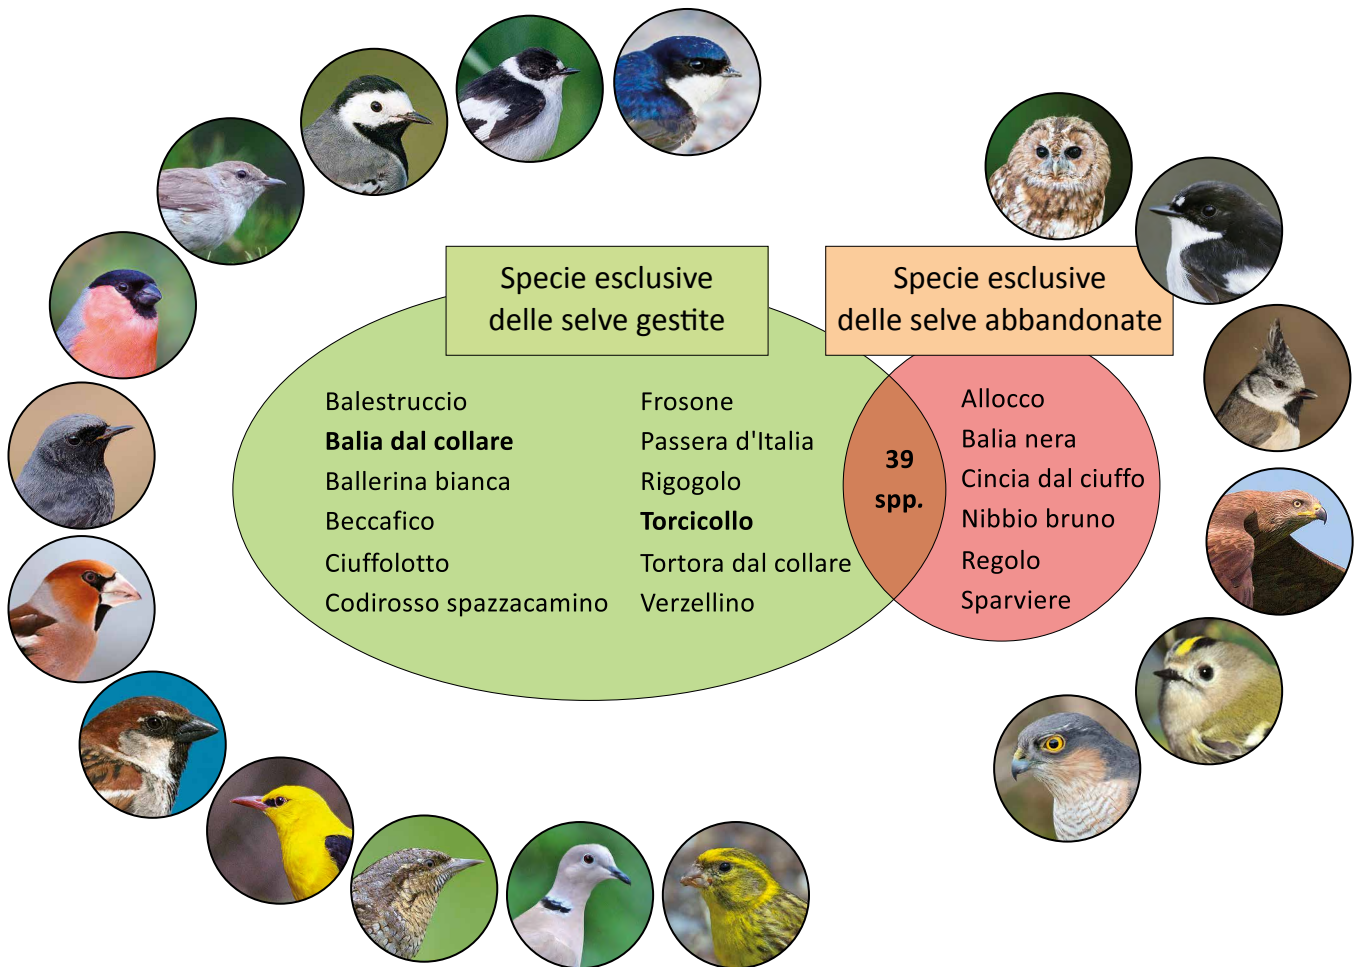 Specie esclusive
delle selve gestite
Specie esclusive
delle selve abbandonate
Balestruccio
Balia dal collare
Ballerina bianca
Beccafico
Ciuffolotto
Codirosso spazzacamino
Frosone
Passera d'Italia
Rigogolo
Torcicollo
Tortora dal collare
Verzellino
39
spp.
Allocco
Balia nera
Cincia dal ciuffo
Nibbio bruno
Regolo
Sparviere